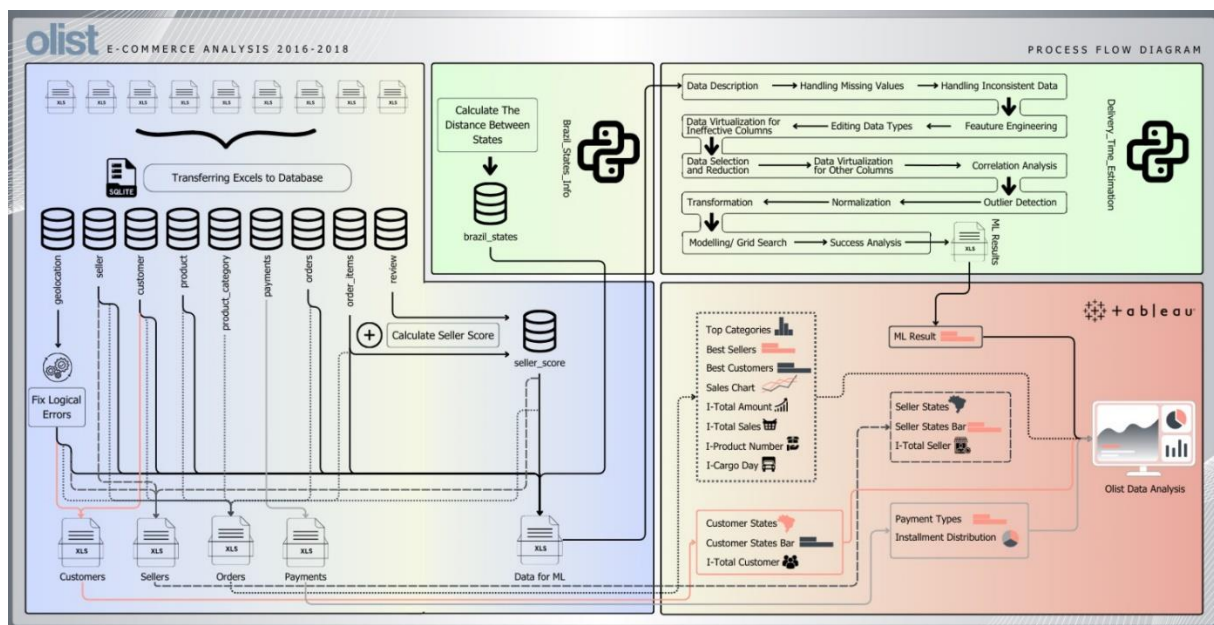 olist E-COMMERCE ANALYSIS 2016-2018
PROCESS FLOW DIAGRAM
XLS
XLS
XLS
XLS
XLS
XLS
XLS
XLS
XLS
SQLITE
Transferring Excels to Database
geolocation
seller
customer
product
product_category
payments
orders
order_items
review
Calculate Seller Score
seller_score
Fix Logical
Errors
XLS
XLS
XLS
XLS
XLS
Customers
Sellers
Orders
Payments
Data for ML
Calculate The
Distance Between
States
brazil_states
Brazil_States_Info
Data Description
Handling Missing Values
Handling Inconsistent Data
Data Virtualization for
Ineffective Columns
Editing Data Types
Feauture Engineering
Data Selection
and Reduction
Data Virtualization
for Other Columns
Correlation Analysis
Transformation
Normalization
Outlier Detection
Modelling/ Grid Search
Success Analysis
XLS
ML Results
Delivery_Time_Estimation
+ableau
Top Categories
Best Sellers
Best Customers
Sales Chart
I-Total Amount
I-Total Sales
I-Product Number
I-Cargo Day
ML Result
Seller States
Seller States Bar
I-Total Seller
Customer States
Customer States Bar
I-Total Customer
Payment Types
Installment Distribution
Olist Data Analysis